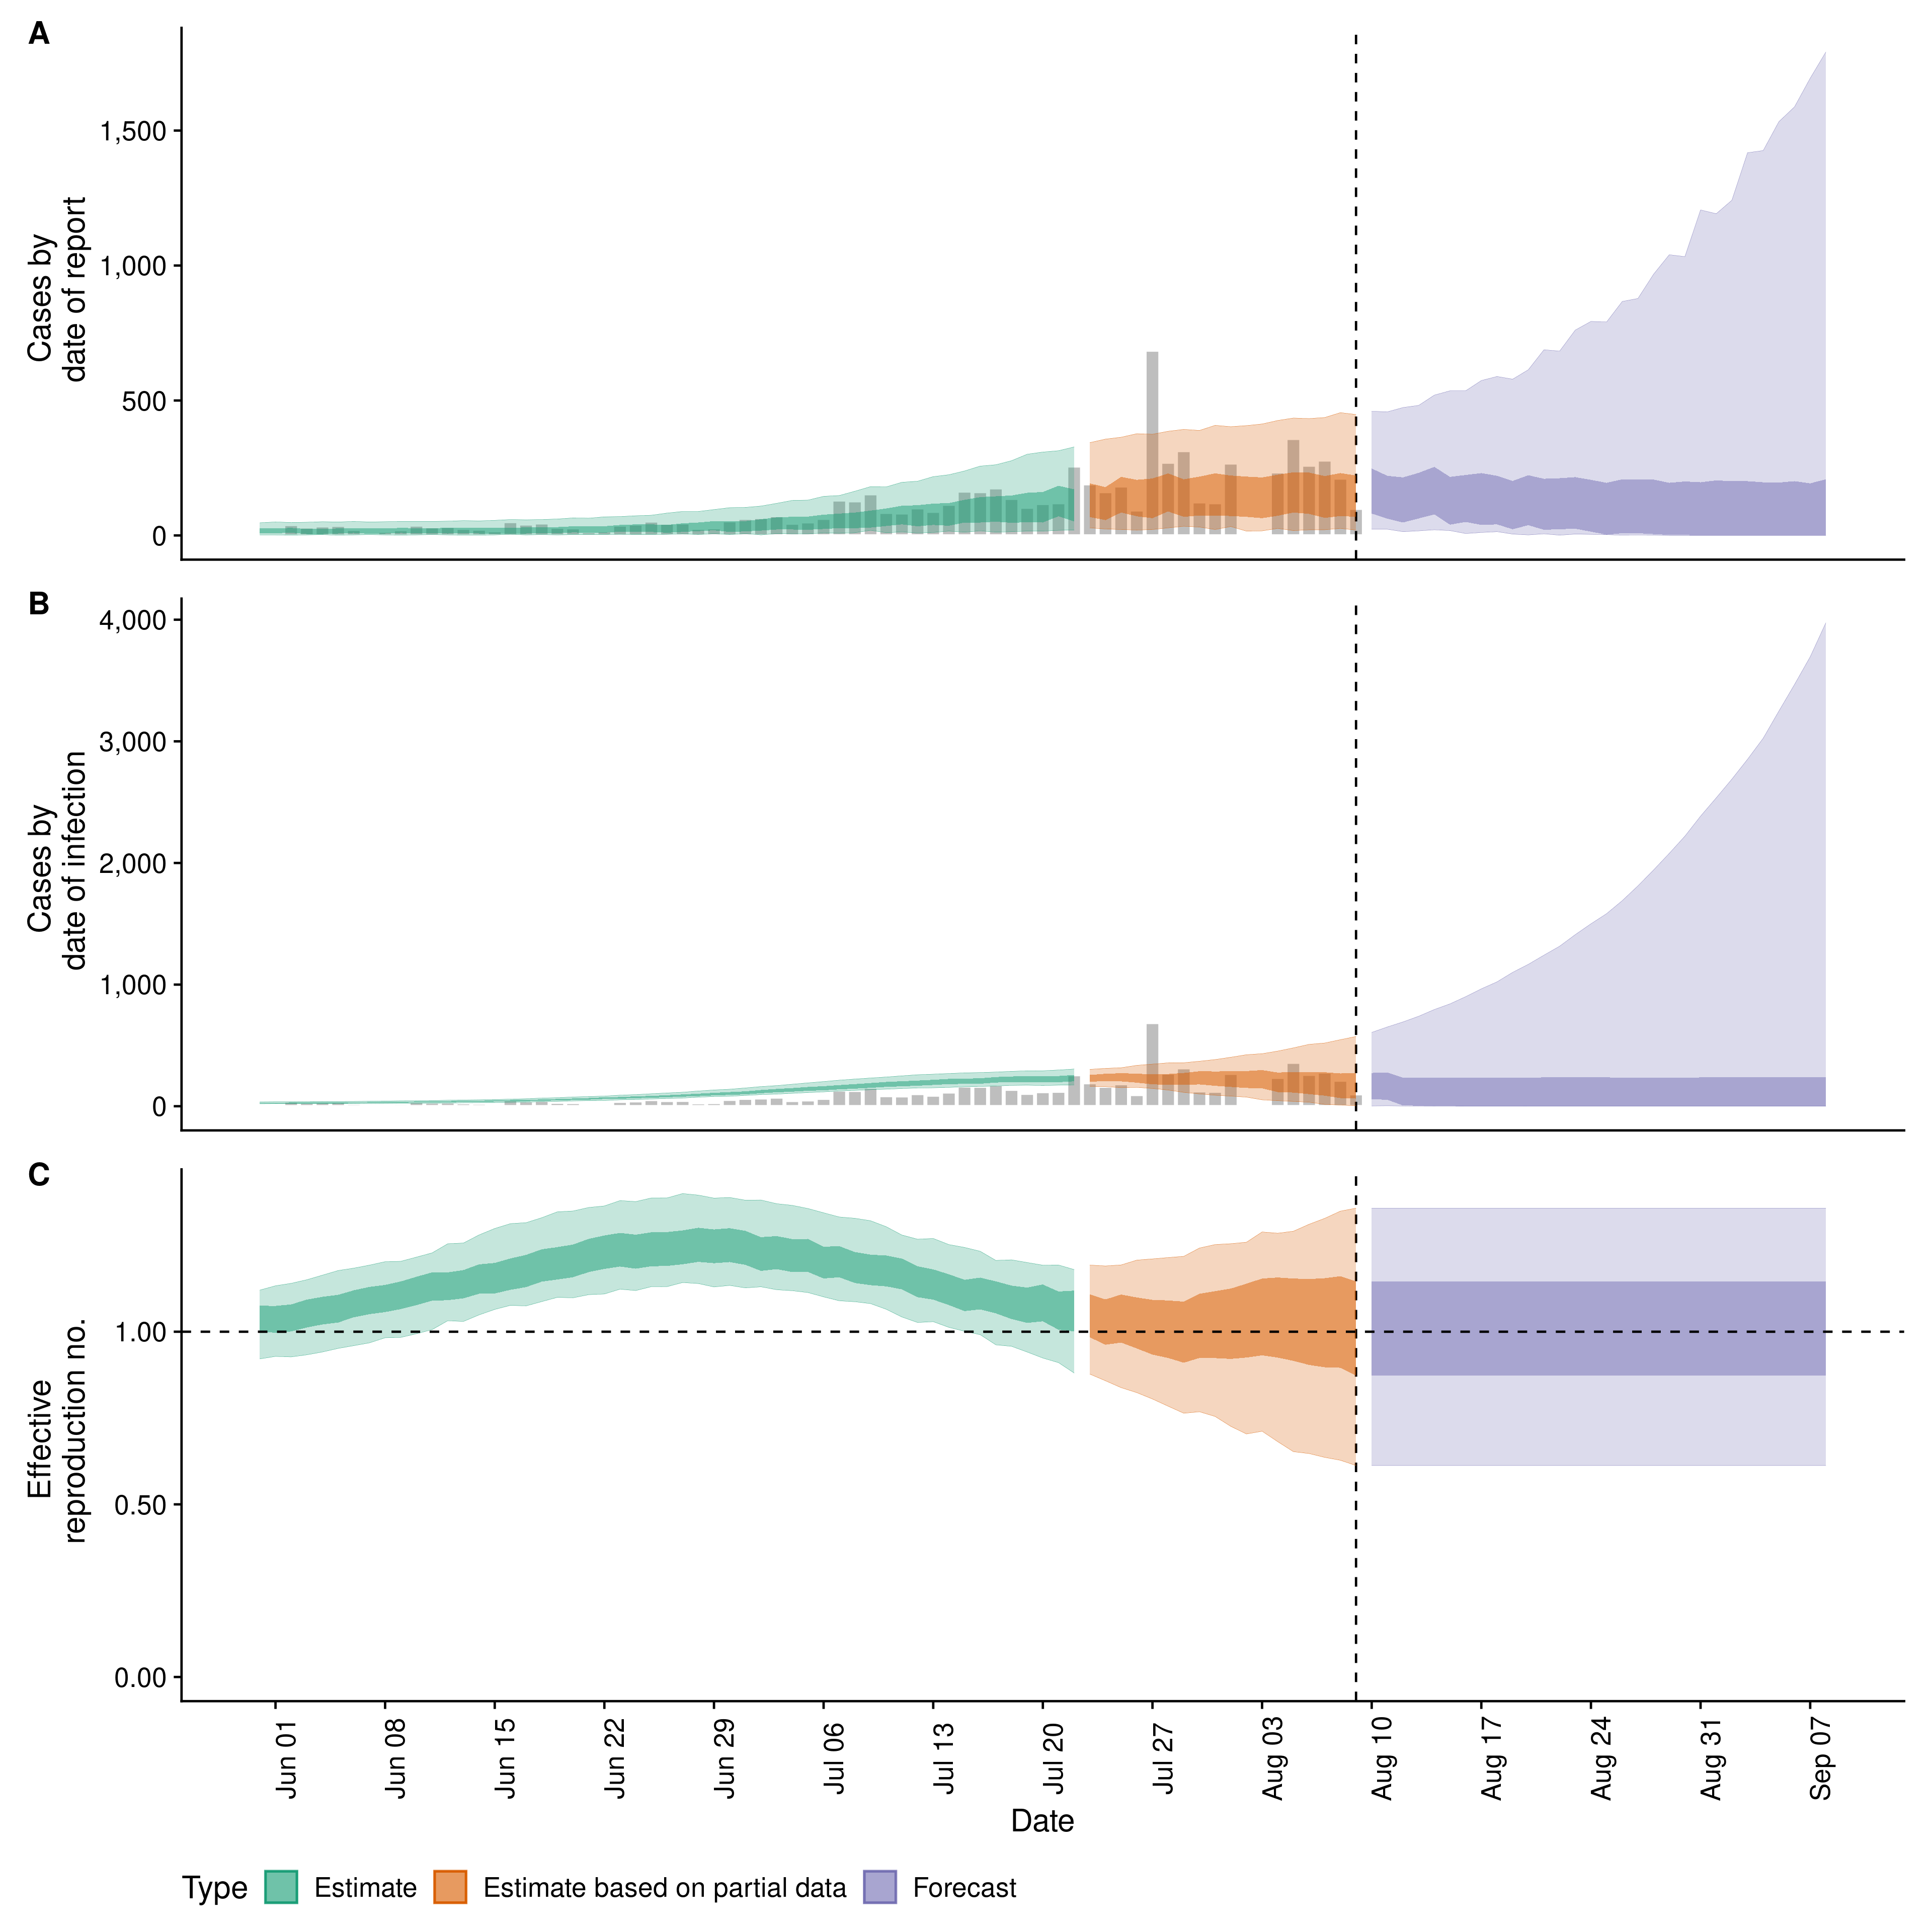 A
Cases by
date of report
1,500
1,000
500
0
B
Cases by
date of infection
4,000
3,000
2,000
1,000
0
C
Effective
reproduction no.
1.00
0.50
0.00
Jun 01
Jun 08
Jun 15
Jun 22
Jun 29
Jul 06
Jul 13
Jul 20
Jul 27
Aug 03
Aug 10
Aug 17
Aug 24
Aug 31
Sep 07
Date
Type Estimate Estimate based on partial data Forecast